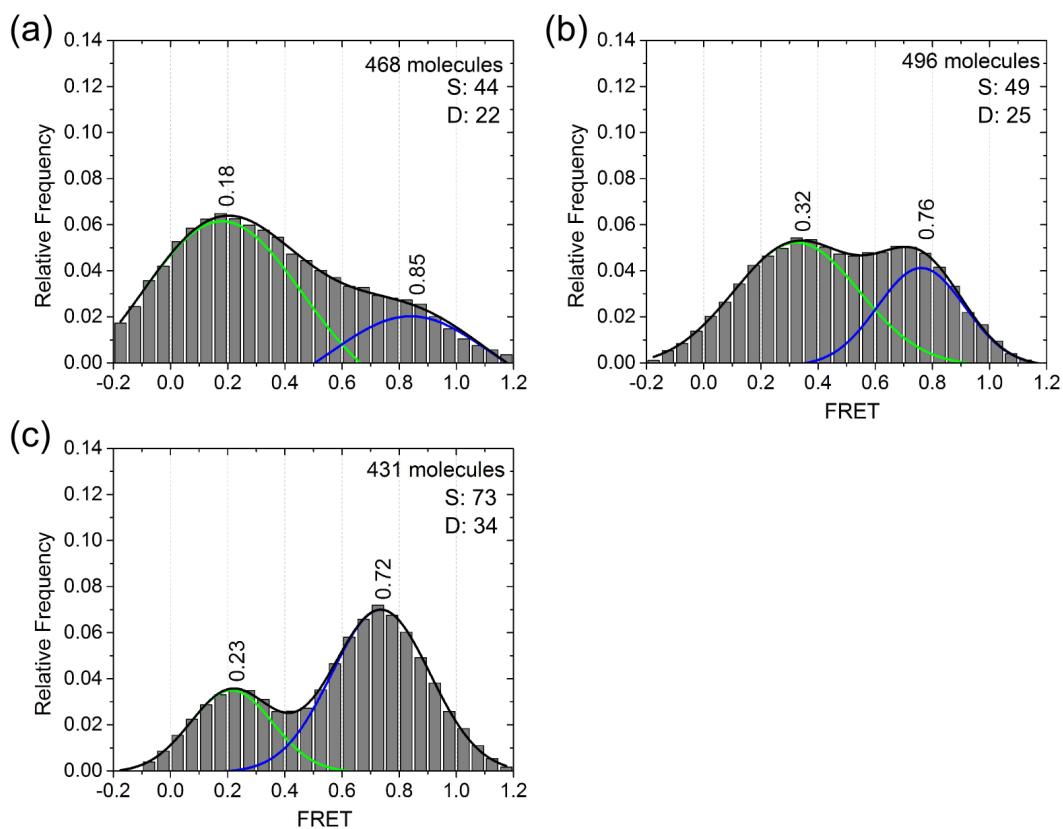 (a)
468 molecules
S: 44
D: 22
0.18
0.85
Relative Frequency
0.14
0.12
0.10
0.08
0.06
0.04
0.02
0.00
-0.2 0.0 0.2 0.4 0.6 0.8 1.0 1.2
(b)
496 molecules
S: 49
D: 25
0.32
0.76
Relative Frequency
0.14
0.12
0.10
0.08
0.06
0.04
0.02
0.00
-0.2 0.0 0.2 0.4 0.6 0.8 1.0 1.2
FRET
(c)
431 molecules
S: 73
D: 34
0.23
0.72
Relative Frequency
0.14
0.12
0.10
0.08
0.06
0.04
0.02
0.00
-0.2 0.0 0.2 0.4 0.6 0.8 1.0 1.2
FRET